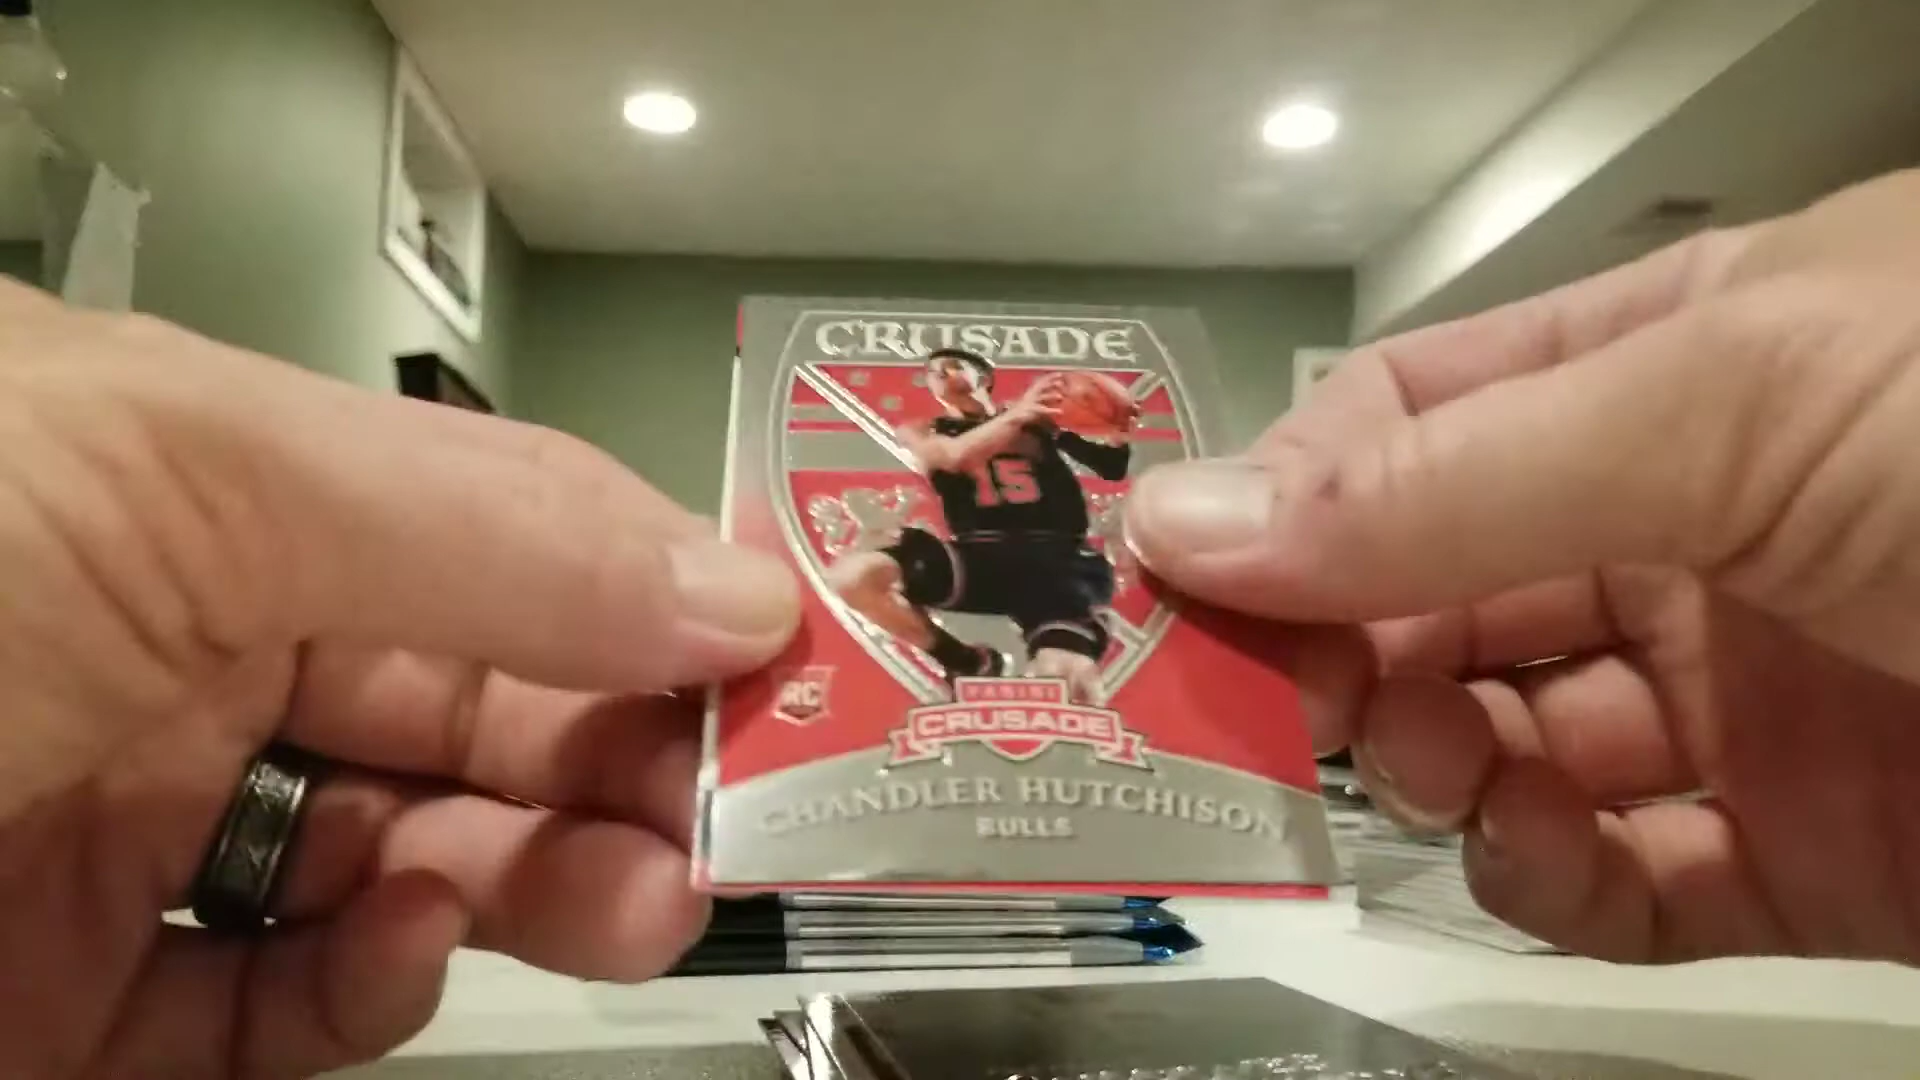 CRUSADE
15
RC
PANINI
CRUSADE
CHANDLER HUTCHISON
BULLS